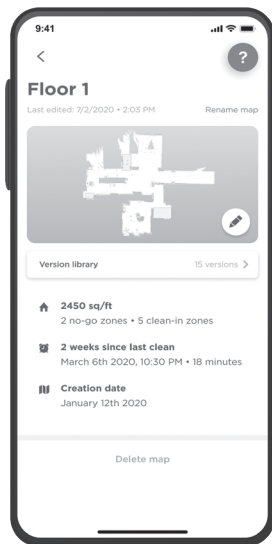 9:41
?
Floor 1
Last edited: 7/2/2020 • 2:03 PM Rename map
Version library 15 versions >
2450 sq/ft
2 no-go zones • 5 clean-in zones
2 weeks since last clean
March 6th 2020, 10:30 PM • 18 minutes
Creation date
January 12th 2020
Delete map